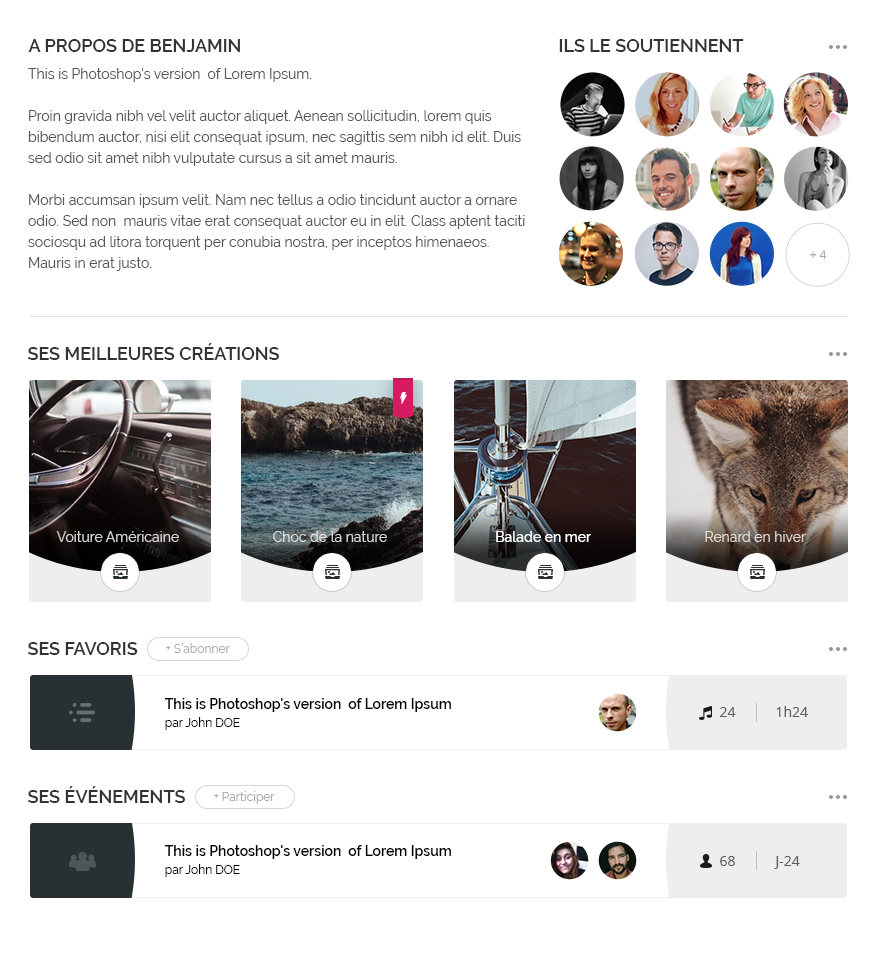 A PROPOS DE BENJAMIN
This is Photoshop's version  of Lorem Ipsum.
Proin gravida nibh vel velit auctor aliquet. Aenean sollicitudin, lorem quis
bibendum auctor, nisi elit consequat ipsum, nec sagittis sem nibh id elit. Duis
sed odio sit amet nibh vulputate cursus a sit amet mauris.
Morbi accumsan ipsum velit. Nam nec tellus a odio tincidunt auctor a ornare
odio. Sed non  mauris vitae erat consequat auctor eu in elit. Class aptent taciti
sociosqu ad litora torquent per conubia nostra, per inceptos himenaeos.
Mauris in erat justo.
ILS LE SOUTIENNENT
+ 4
SES MEILLEURES CRÉATIONS
Voiture Américaine
Choc de la nature
Balade en mer
Renard en hiver
SES FAVORIS
+ S'abonner
This is Photoshop's version  of Lorem Ipsum
par John DOE
24
1h24
SES ÉVÉNEMENTS
+ Participer
This is Photoshop's version  of Lorem Ipsum
par John DOE
68
J-24